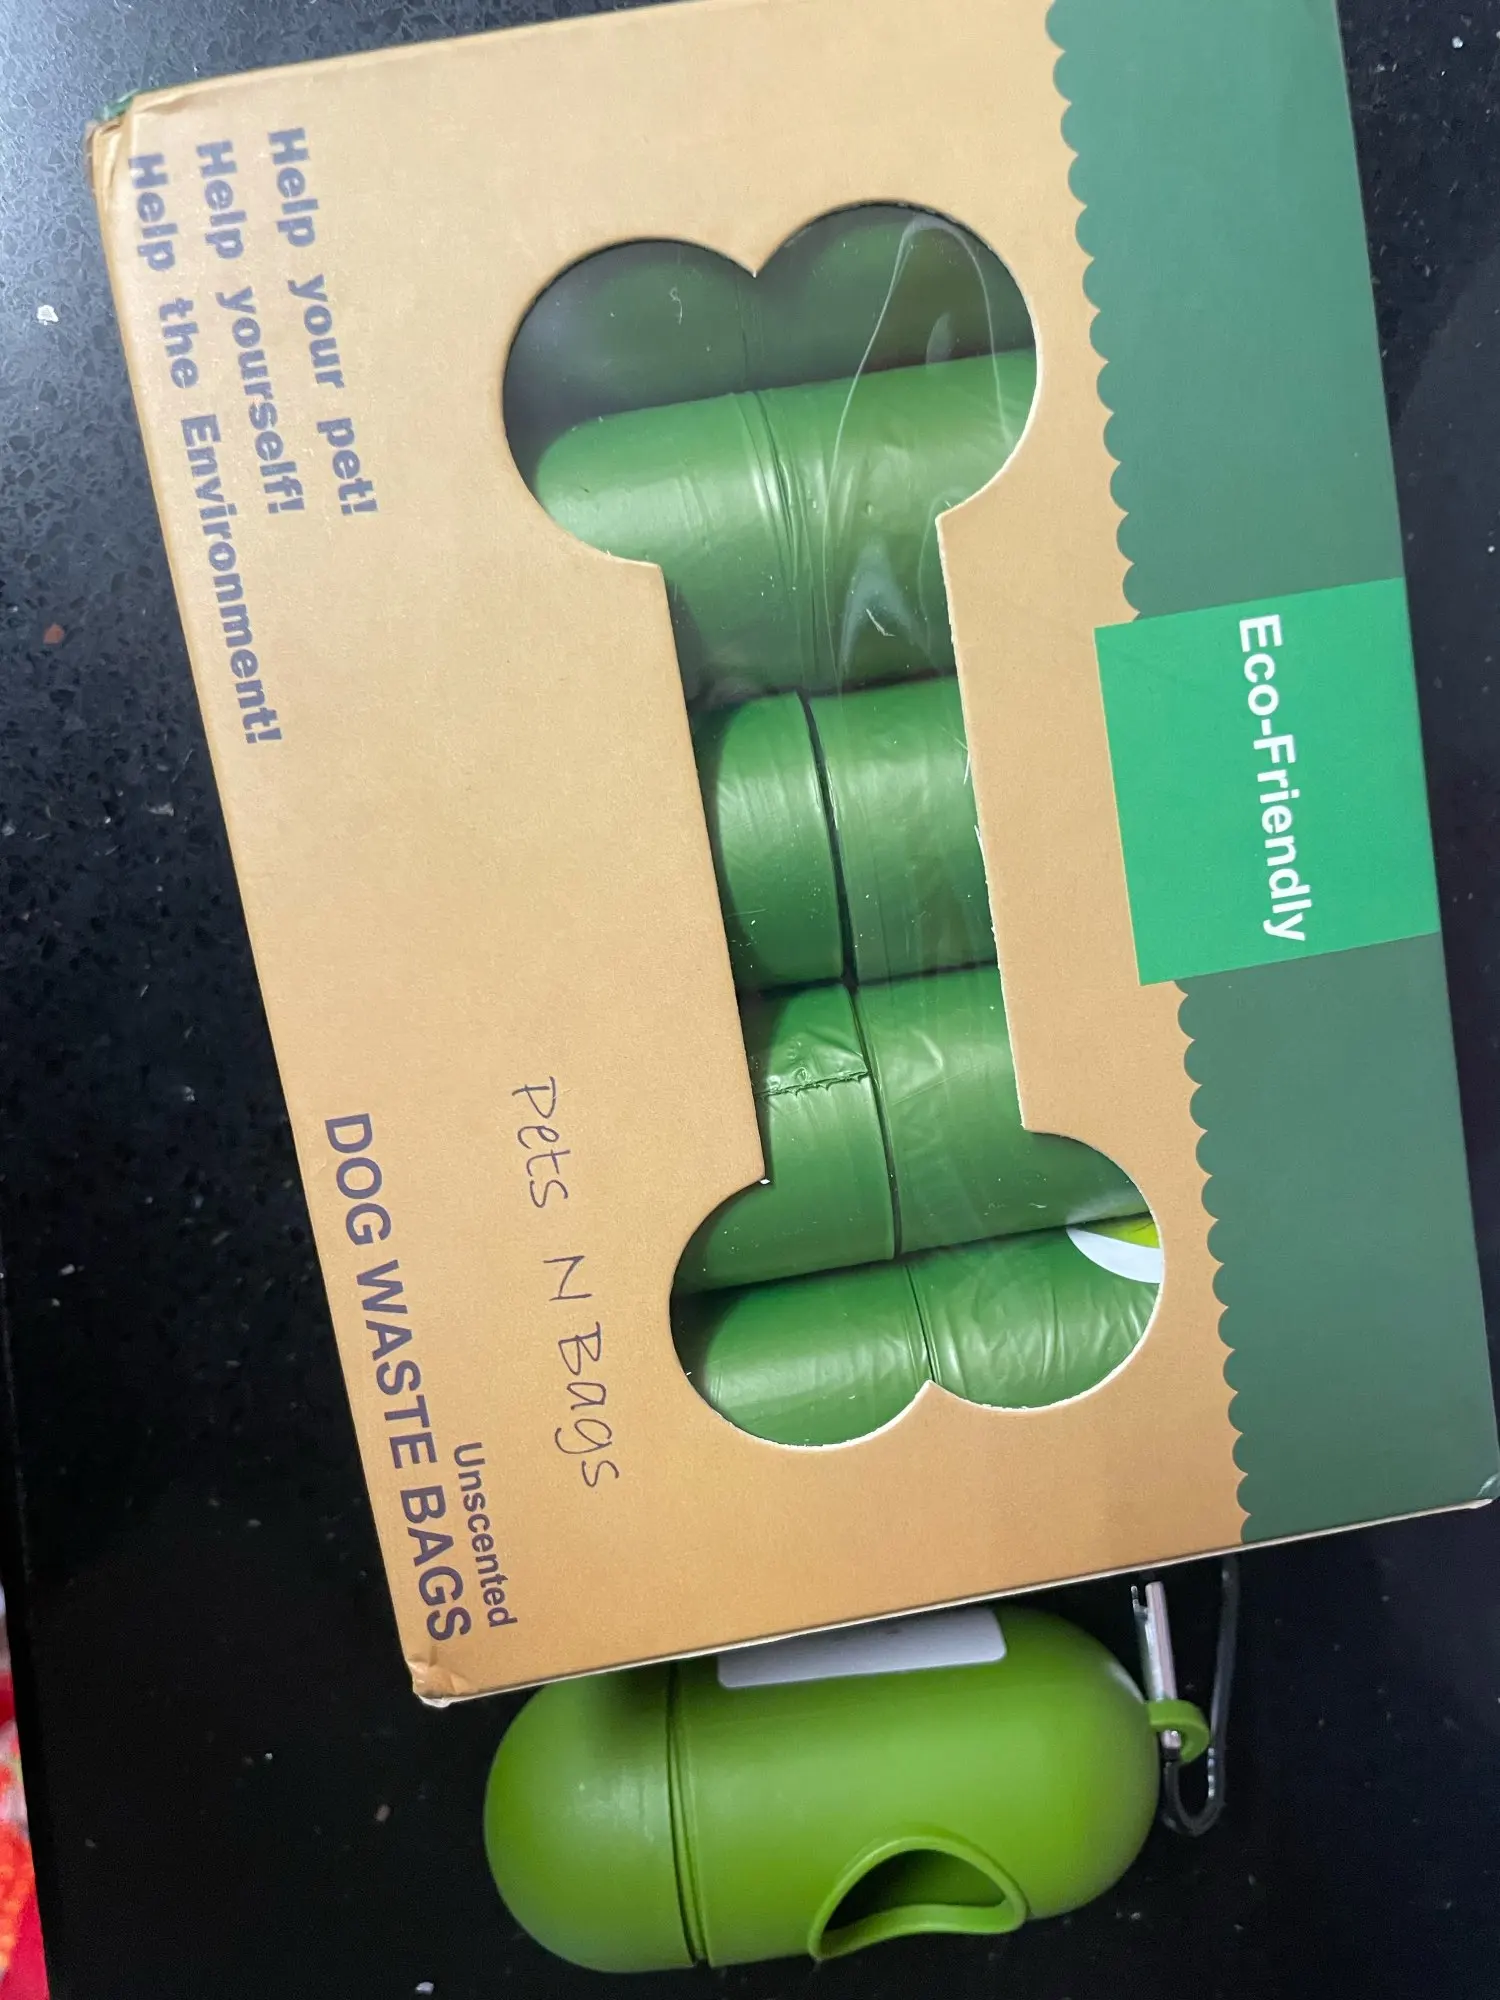 Eco-Friendly
Help your pet!
Help yourself!
Help the Environment!
Pets N Bags
Unscented
DOG WASTE BAGS